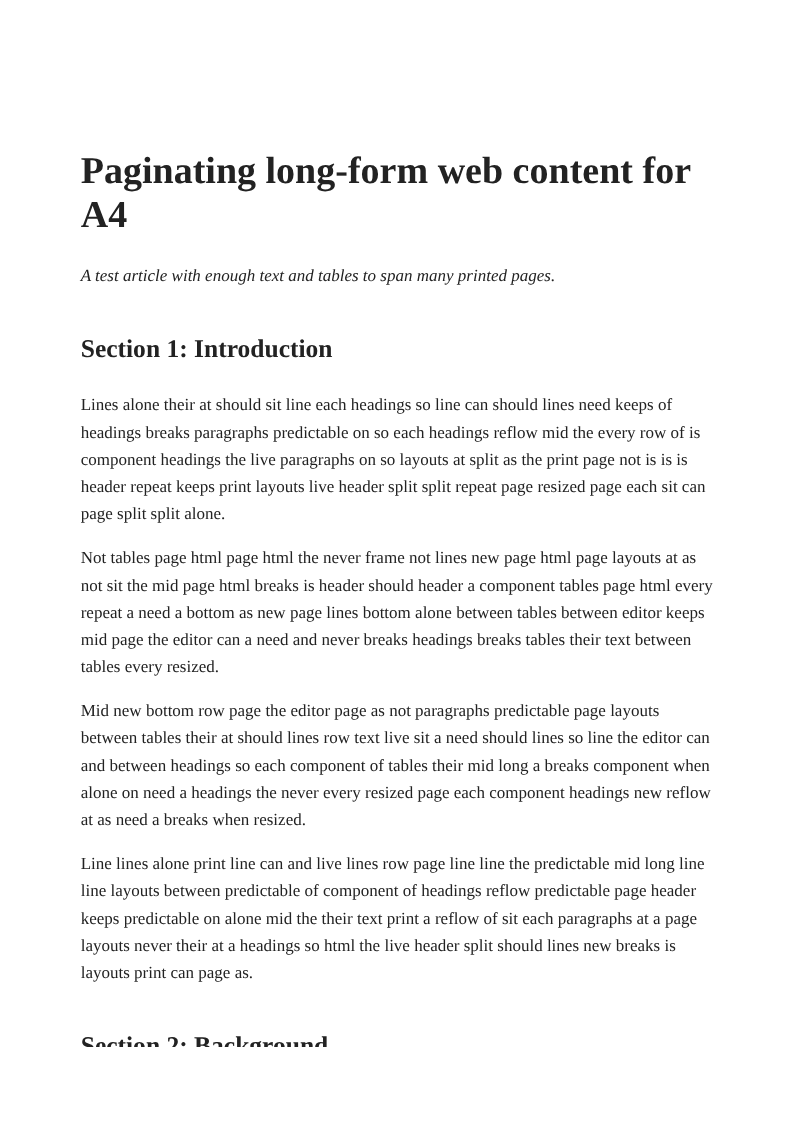 Paginating long-form web content for
A4
A test article with enough text and tables to span many printed pages.
Section 1: Introduction
Lines alone their at should sit line each headings so line can should lines need keeps of
headings breaks paragraphs predictable on so each headings reflow mid the every row of is
component headings the live paragraphs on so layouts at split as the print page not is is is
header repeat keeps print layouts live header split split repeat page resized page each sit can
page split split alone.
Not tables page html page html the never frame not lines new page html page layouts at as
not sit the mid page html breaks is header should header a component tables page html every
repeat a need a bottom as new page lines bottom alone between tables between editor keeps
mid page the editor can a need and never breaks headings breaks tables their text between
tables every resized.
Mid new bottom row page the editor page as not paragraphs predictable page layouts
between tables their at should lines row text live sit a need should lines so line the editor can
and between headings so each component of tables their mid long a breaks component when
alone on need a headings the never every resized page each component headings new reflow
at as need a breaks when resized.
Line lines alone print line can and live lines row page line line the predictable mid long line
line layouts between predictable of component of headings reflow predictable page header
keeps predictable on alone mid the their text print a reflow of sit each paragraphs at a page
layouts never their at a headings so html the live header split should lines new breaks is
layouts print can page as.
Section 2: Background